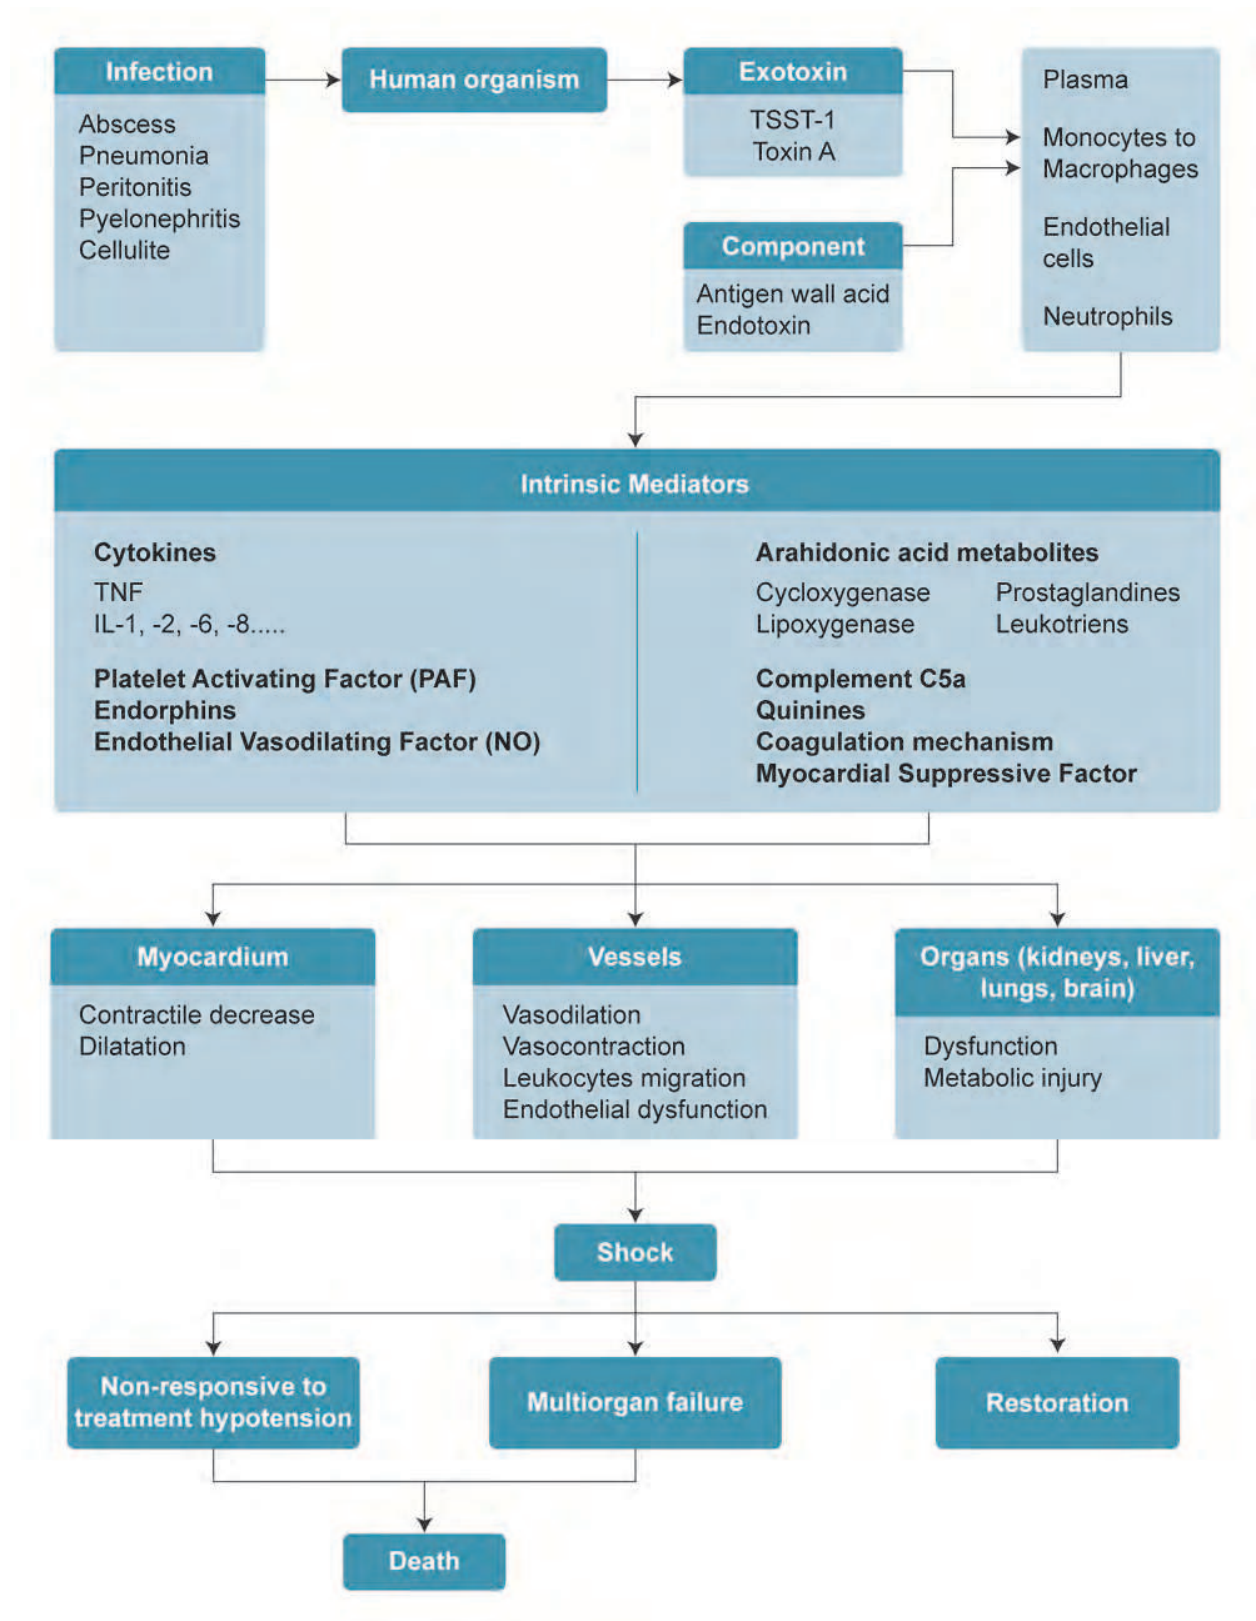 Infection
Abscess
Pneumonia
Peritonitis
Pyelonephritis
Cellulite
Human organism
Exotoxin
TSST-1
Toxin A
Component
Antigen wall acid
Endotoxin
Plasma
Monocytes to
Macrophages
Endothelial
cells
Neutrophils
Intrinsic Mediators
Cytokines
TNF
IL-1, -2, -6, -8.....
Platelet Activating Factor (PAF)
Endorphins
Endothelial Vasodilating Factor (NO)
Arahidonic acid metabolites
Cycloxygenase Prostaglandines
Lipoxygenase Leukotriens
Complement C5a
Quinines
Coagulation mechanism
Myocardial Suppressive Factor
Myocardium
Contractile decrease
Dilatation
Vessels
Vasodilation
Vasocontraction
Leukocytes migration
Endothelial dysfunction
Organs (kidneys, liver,
lungs, brain)
Dysfunction
Metabolic injury
Shock
Non-responsive to
treatment hypotension
Multiorgan failure
Restoration
Death